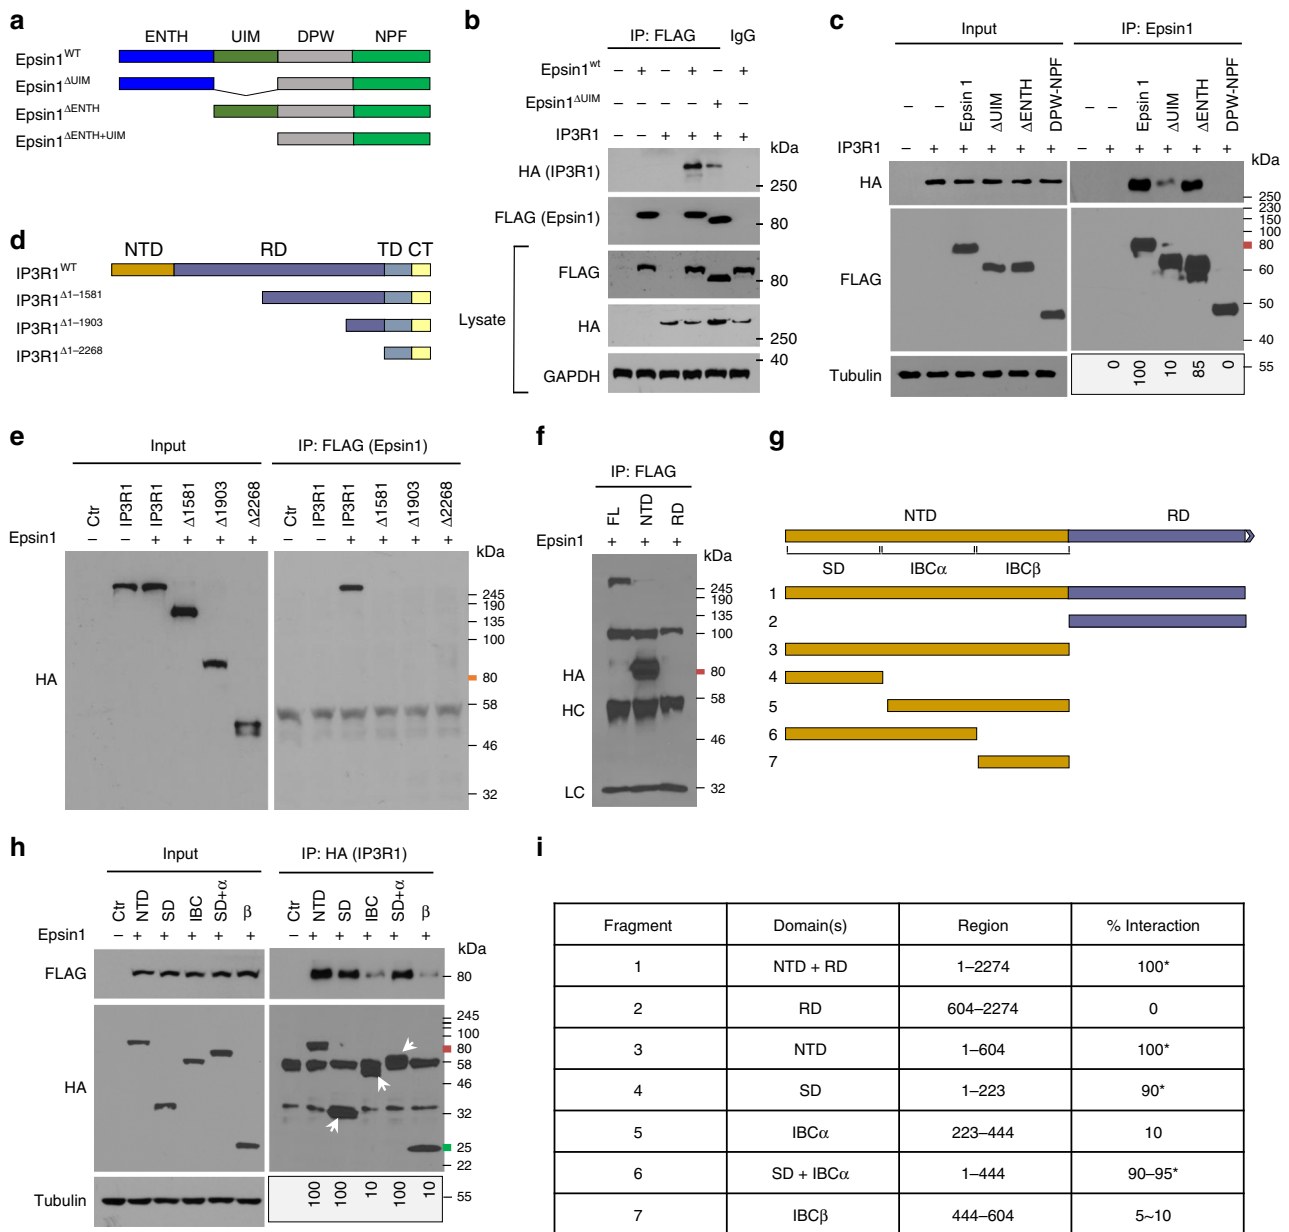 a
ENTH UIM DPW NPF
Epsin1WT
Epsin1ΔUIM
Epsin1ΔENTH
Epsin1ΔENTH+UIM
b
IP: FLAG IgG
Epsin1wt – + – + – +
Epsin1ΔUIM – – – – + –
IP3R1 – – + + + +
kDa
HA (IP3R1)
250
FLAG (Epsin1)
80
Lysate
FLAG
80
HA
250
40
GAPDH
c
Input IP: Epsin1
– – Epsin 1 ΔUIM ΔENTH DPW-NPF – – Epsin1 ΔUIM ΔENTH DPW-NPF
IP3R1 – + + + + + – + + + + +
kDa
HA
250
230
150
100
80
FLAG
60
50
40
Tubulin
0 100 10 85 0
55
d
NTD RD TD CT
IP3R1WT
IP3R1Δ1–1581
IP3R1Δ1–1903
IP3R1Δ1–2268
e
Input IP: FLAG (Epsin1)
Ctr IP3R1 IP3R1 Δ1581 Δ1903 Δ2268 Ctr IP3R1 IP3R1 Δ1581 Δ1903 Δ2268
Epsin1 – – + + + + – – + + + +
kDa
245
190
135
100
HA
80
58
46
32
f
IP: FLAG
FL NTD RD
Epsin1 + + +
kDa
245
190
135
100
HA
80
58
HC
46
LC
32
g
NTD RD
SD IBCα IBCβ
1
2
3
4
5
6
7
h
Input IP: HA (IP3R1)
Ctr NTD SD IBC SD+α β Ctr NTD SD IBC SD+α β
Epsin1 – + + + + + – + + + + +
kDa
FLAG
80
245
100
80
58
46
HA
32
25
22
Tubulin
100 100 10 100 10
55
i
Fragment Domain(s) Region % Interaction
1 NTD + RD 1–2274 100*
2 RD 604–2274 0
3 NTD 1–604 100*
4 SD 1–223 90*
5 IBCα 223–444 10
6 SD + IBCα 1–444 90–95*
7 IBCβ 444–604 5~10